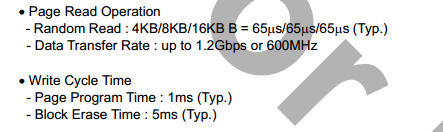 • Page Read Operation
- Random Read : 4KB/8KB/16KB B = 65μs/65μs/65μs (Typ.)
- Data Transfer Rate : up to 1.2Gbps or 600MHz
• Write Cycle Time
- Page Program Time : 1ms (Typ.)
- Block Erase Time : 5ms (Typ.)